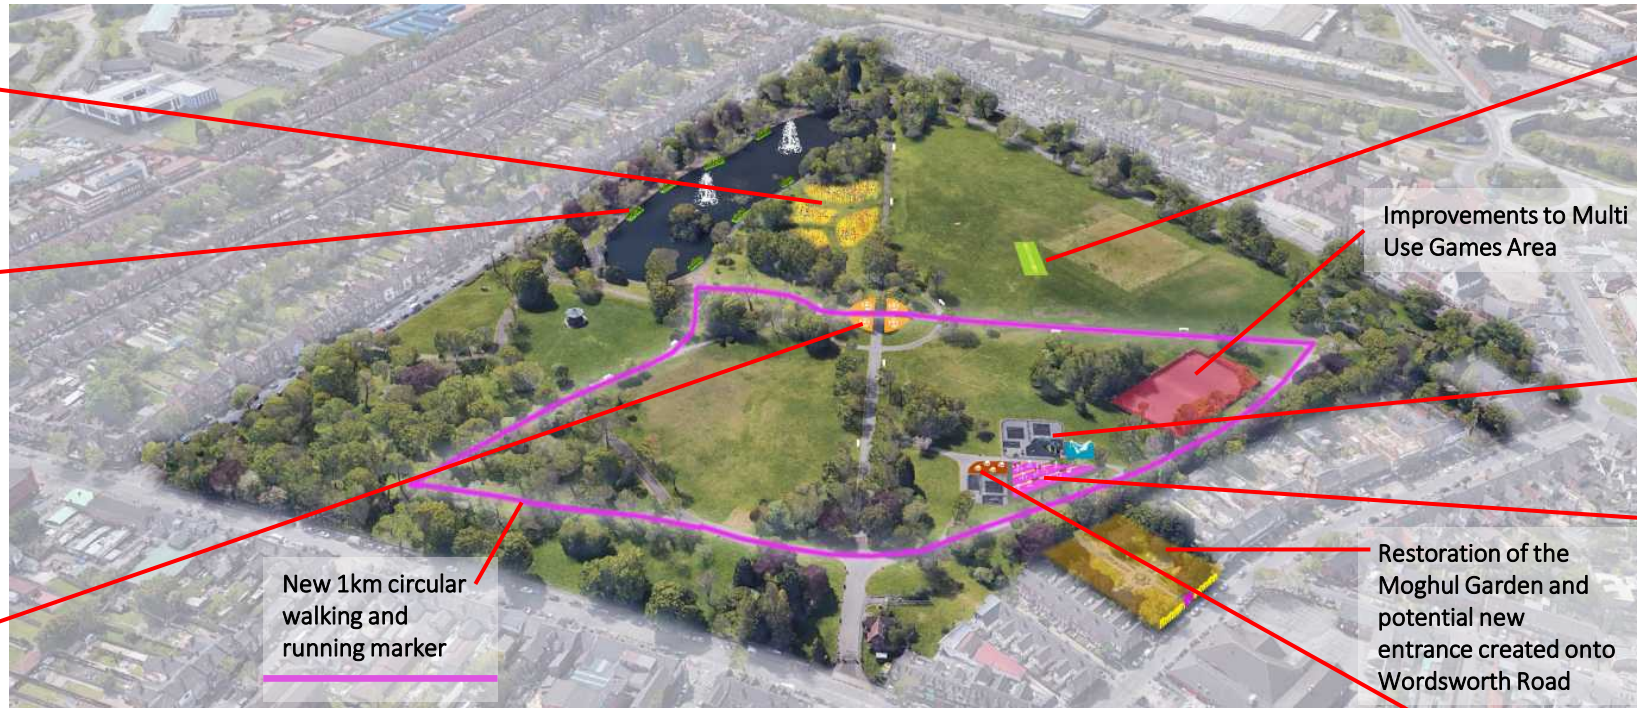 Improvements to Multi
Use Games Area
New 1km circular
walking and
running marker
Restoration of the
Moghul Garden and
potential new
entrance created onto
Wordsworth Road